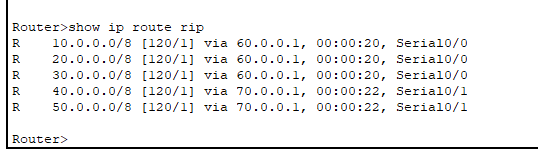 Router>show ip route rip
R    10.0.0.0/8 [120/1] via 60.0.0.1, 00:00:20, Serial0/0
R    20.0.0.0/8 [120/1] via 60.0.0.1, 00:00:20, Serial0/0
R    30.0.0.0/8 [120/1] via 60.0.0.1, 00:00:20, Serial0/0
R    40.0.0.0/8 [120/1] via 70.0.0.1, 00:00:22, Serial0/1
R    50.0.0.0/8 [120/1] via 70.0.0.1, 00:00:22, Serial0/1
Router>